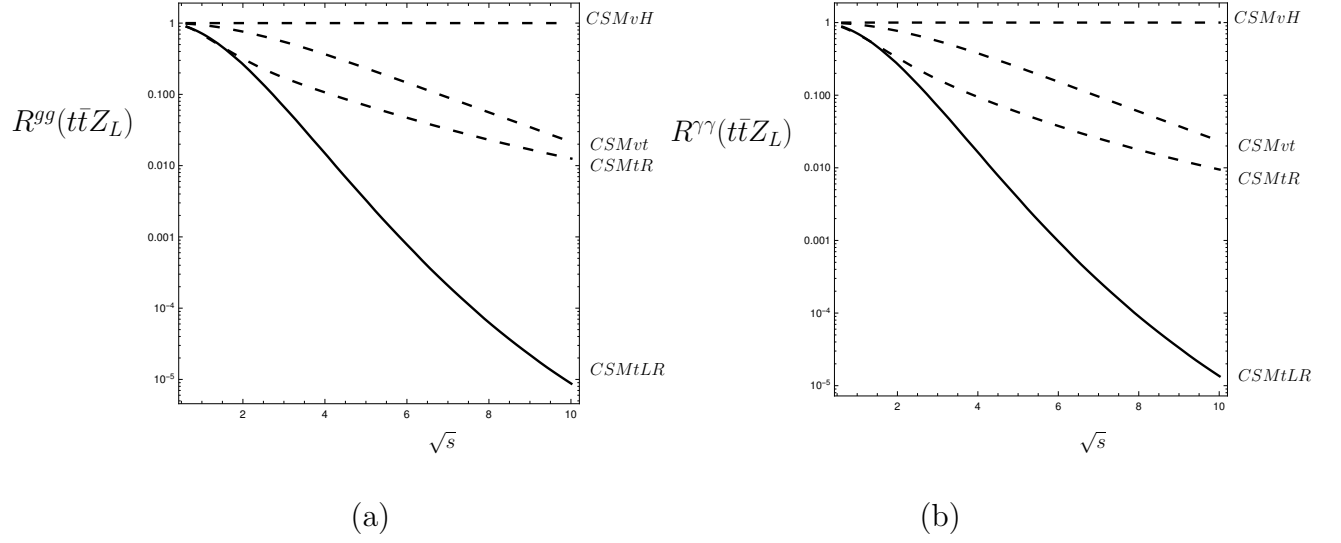 R^{gg}(t\bar{t}Z_L)
1
0.100
0.010
0.001
10^{-4}
10^{-5}
2 4 6 8 10
√s
CSMvH
CSMvt
CSMtR
CSMtLR
(a)
R^{γγ}(t\bar{t}Z_L)
1
0.100
0.010
0.001
10^{-4}
10^{-5}
2 4 6 8 10
√s
CSMvH
CSMvt
CSMtR
CSMtLR
(b)